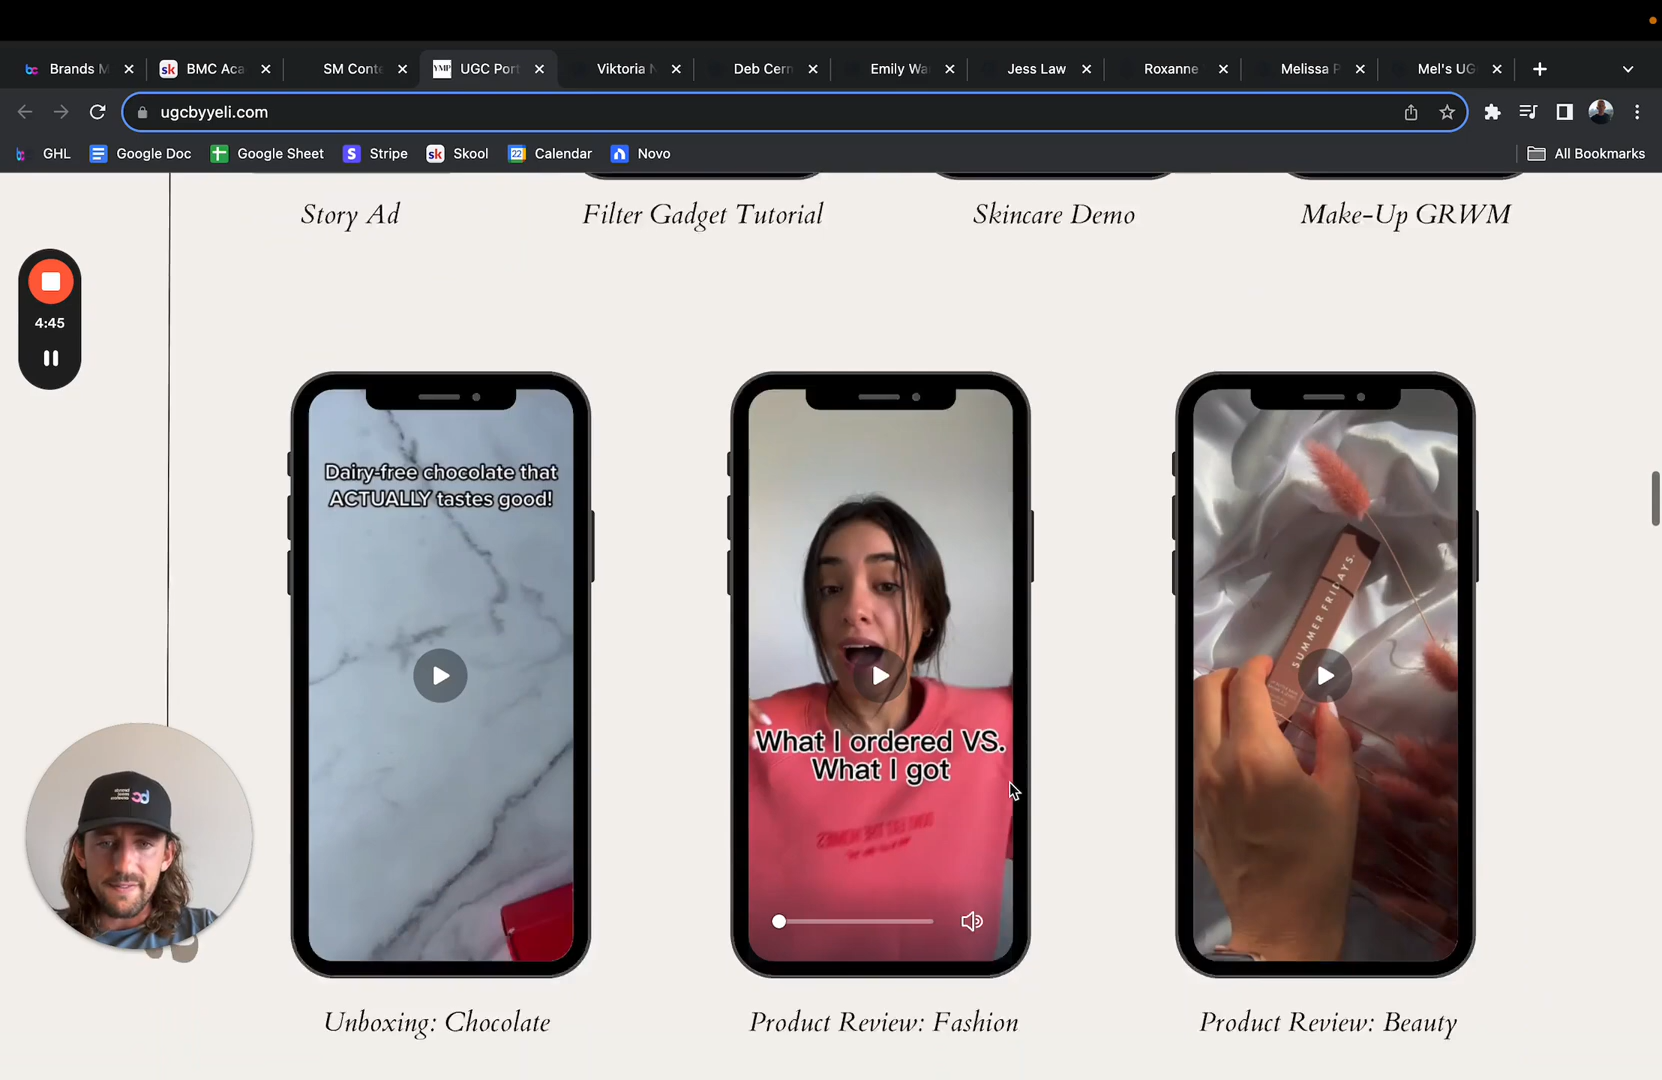 Brands M
BMC Aca
SM Conte
UGC Port
Viktoria N
Deb Cern
Emily Wa
Jess Law
Roxanne
Melissa P
Mel's UG
ugcbyyeli.com
GHL
Google Doc
Google Sheet
Stripe
Skool
Calendar
Novo
All Bookmarks
Story Ad
Filter Gadget Tutorial
Skincare Demo
Make-Up GRWM
4:45
Dairy-free chocolate that
ACTUALLY tastes good!
What I ordered VS.
What I got
SUMMER FRIDAYS.
Unboxing: Chocolate
Product Review: Fashion
Product Review: Beauty